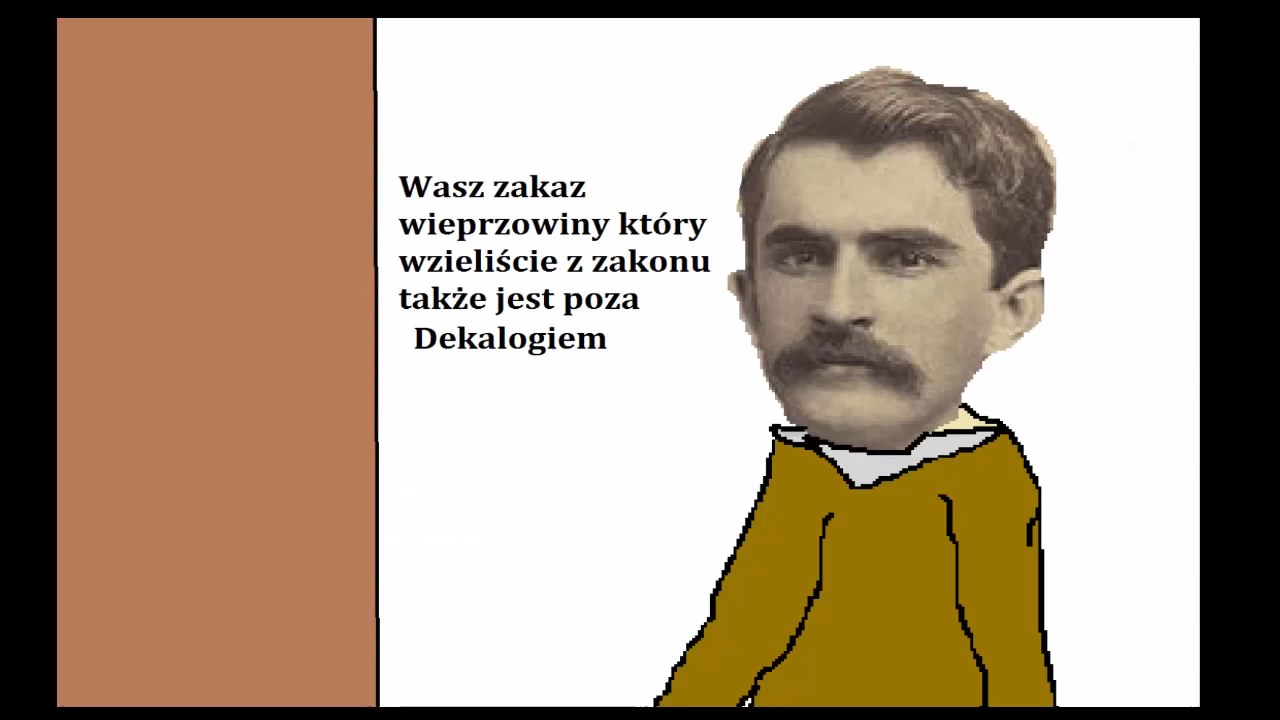 Wasz zakaz
wieprzowiny który
wzieliście z zakonu
także jest poza
Dekalogiem